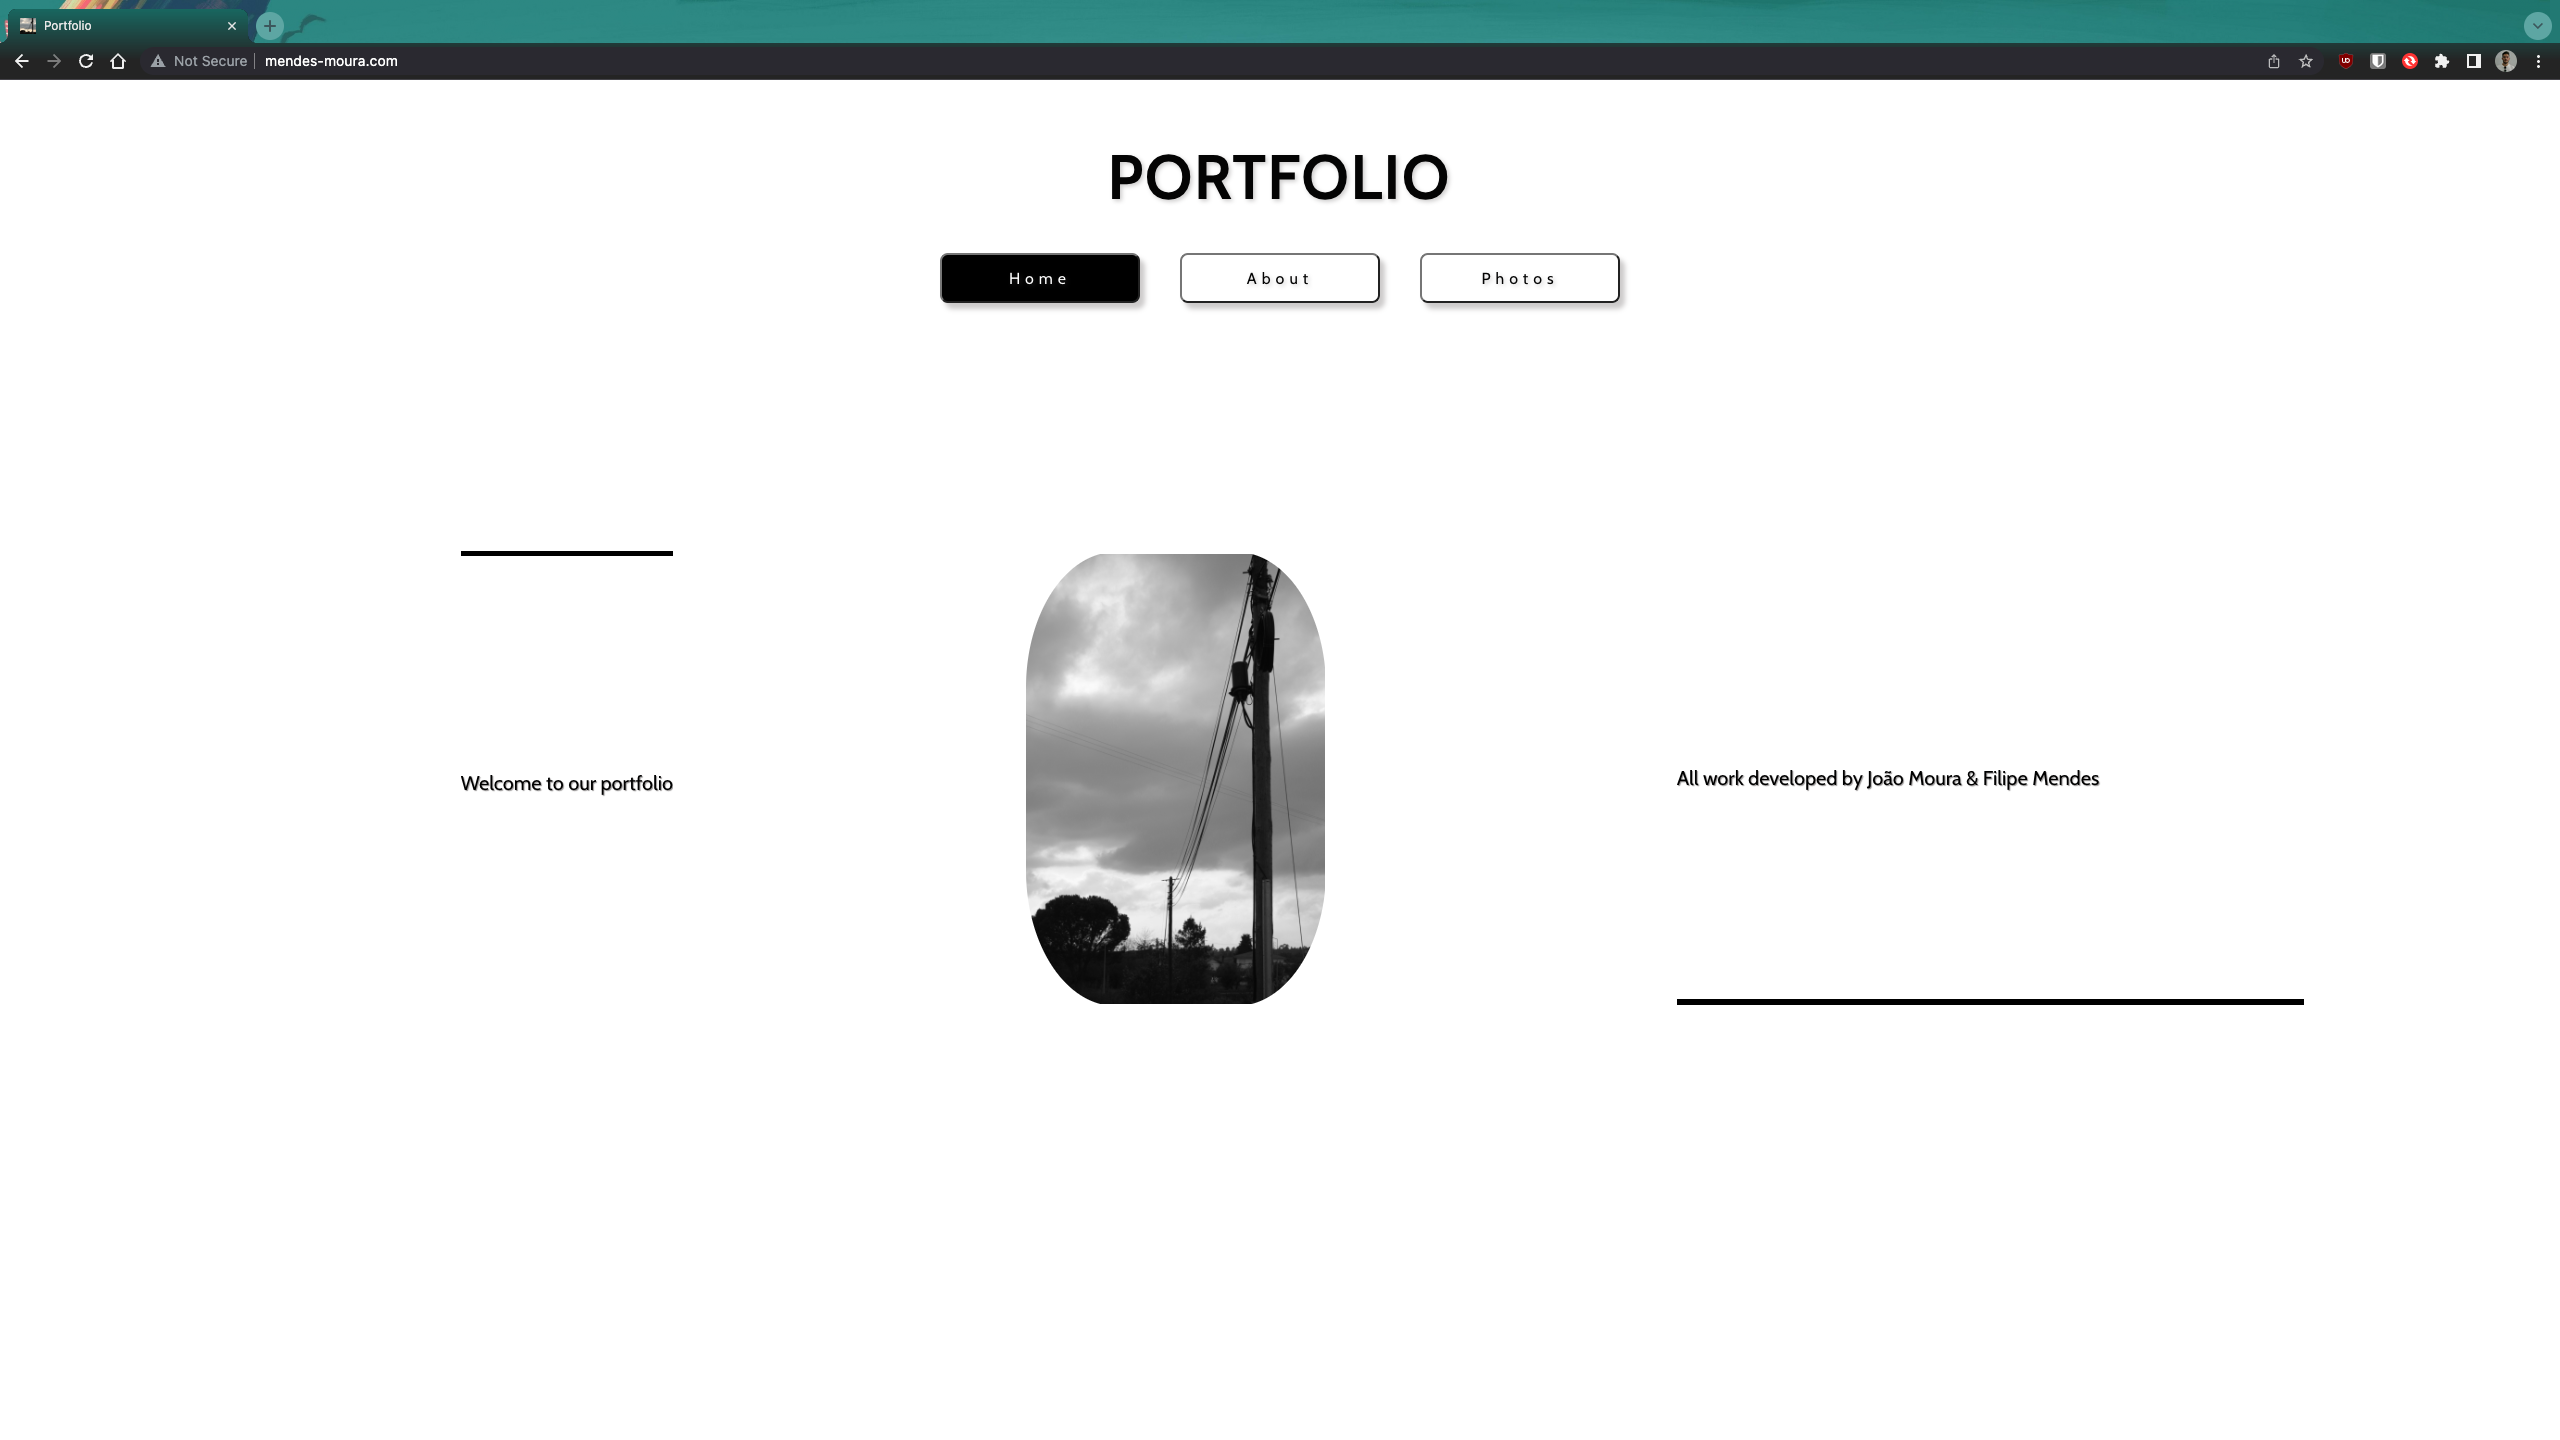 Portfolio
Not Secure
mendes-moura.com
PORTFOLIO
Home
About
Photos
Welcome to our portfolio
All work developed by João Moura & Filipe Mendes